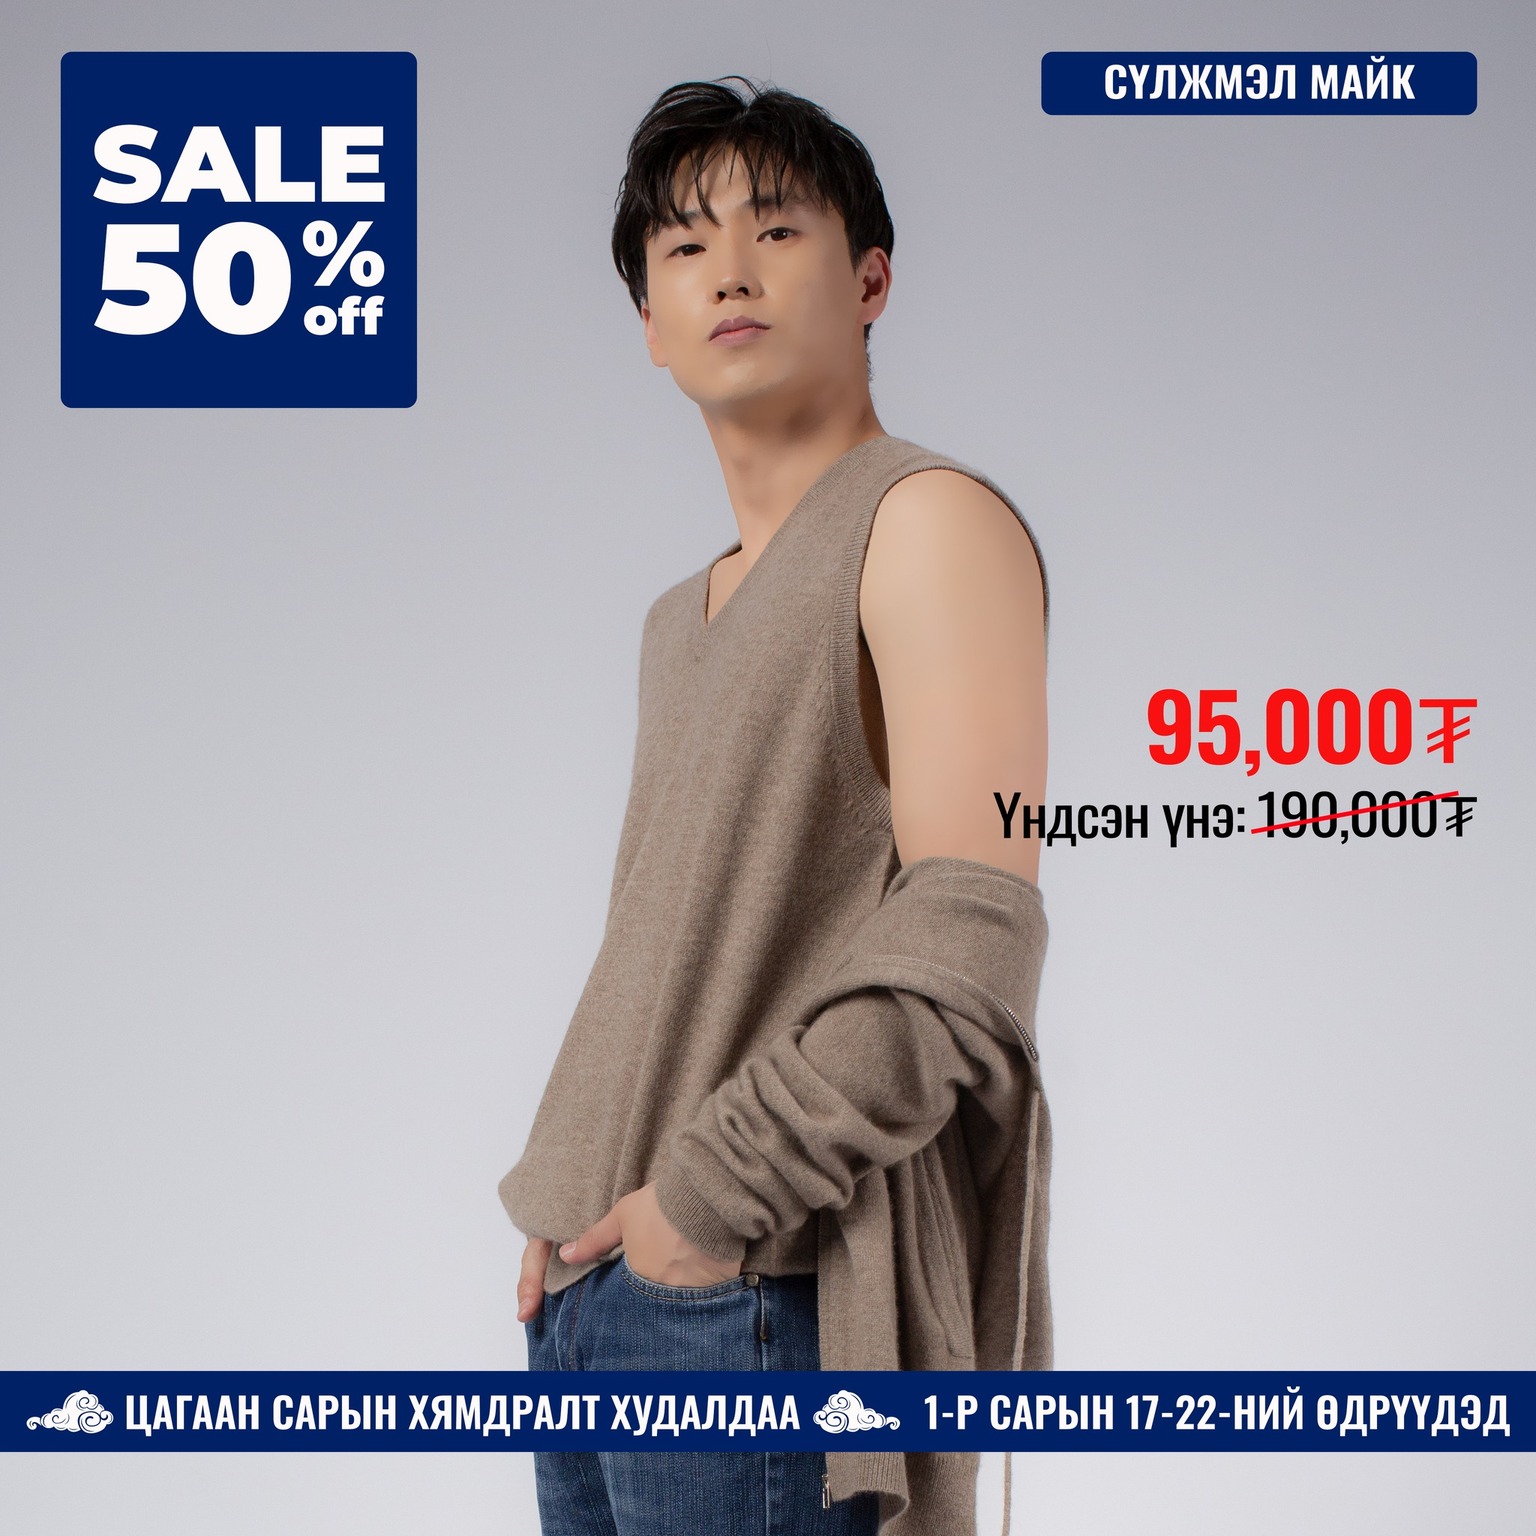 SALE
50%
off
СҮЛЖМЭЛ МАЙК
95,000₮
Үндсэн үнэ: 190,000₮
ЦАГААН САРЫН ХЯМДРАЛТ ХУДАЛДАА 1-Р САРЫН 17-22-НИЙ ӨДРҮҮДЭД